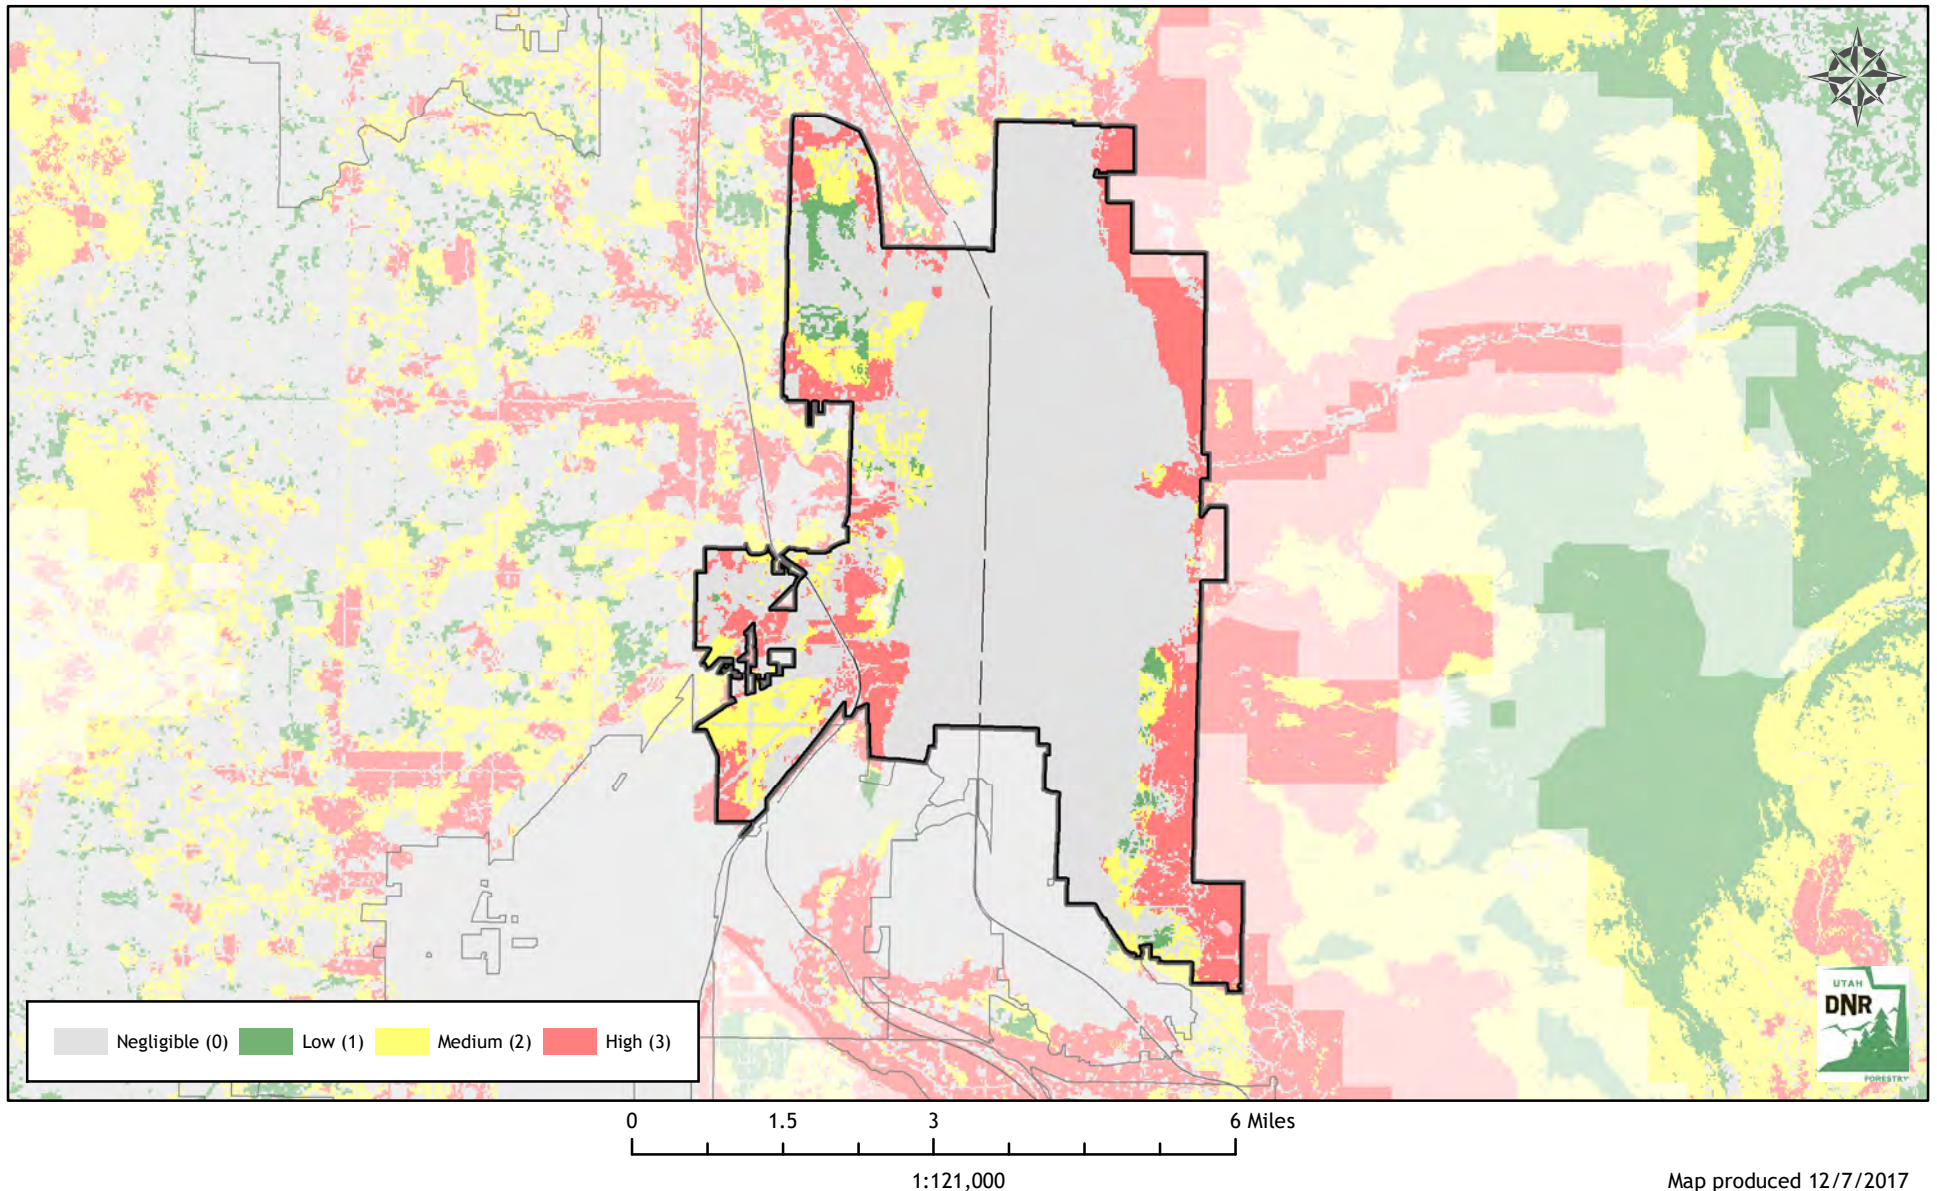 UTAH
DNR
FORESTRY
Negligible (0) Low (1) Medium (2) High (3)
0 1.5 3 6 Miles
1:121,000
Map produced 12/7/2017